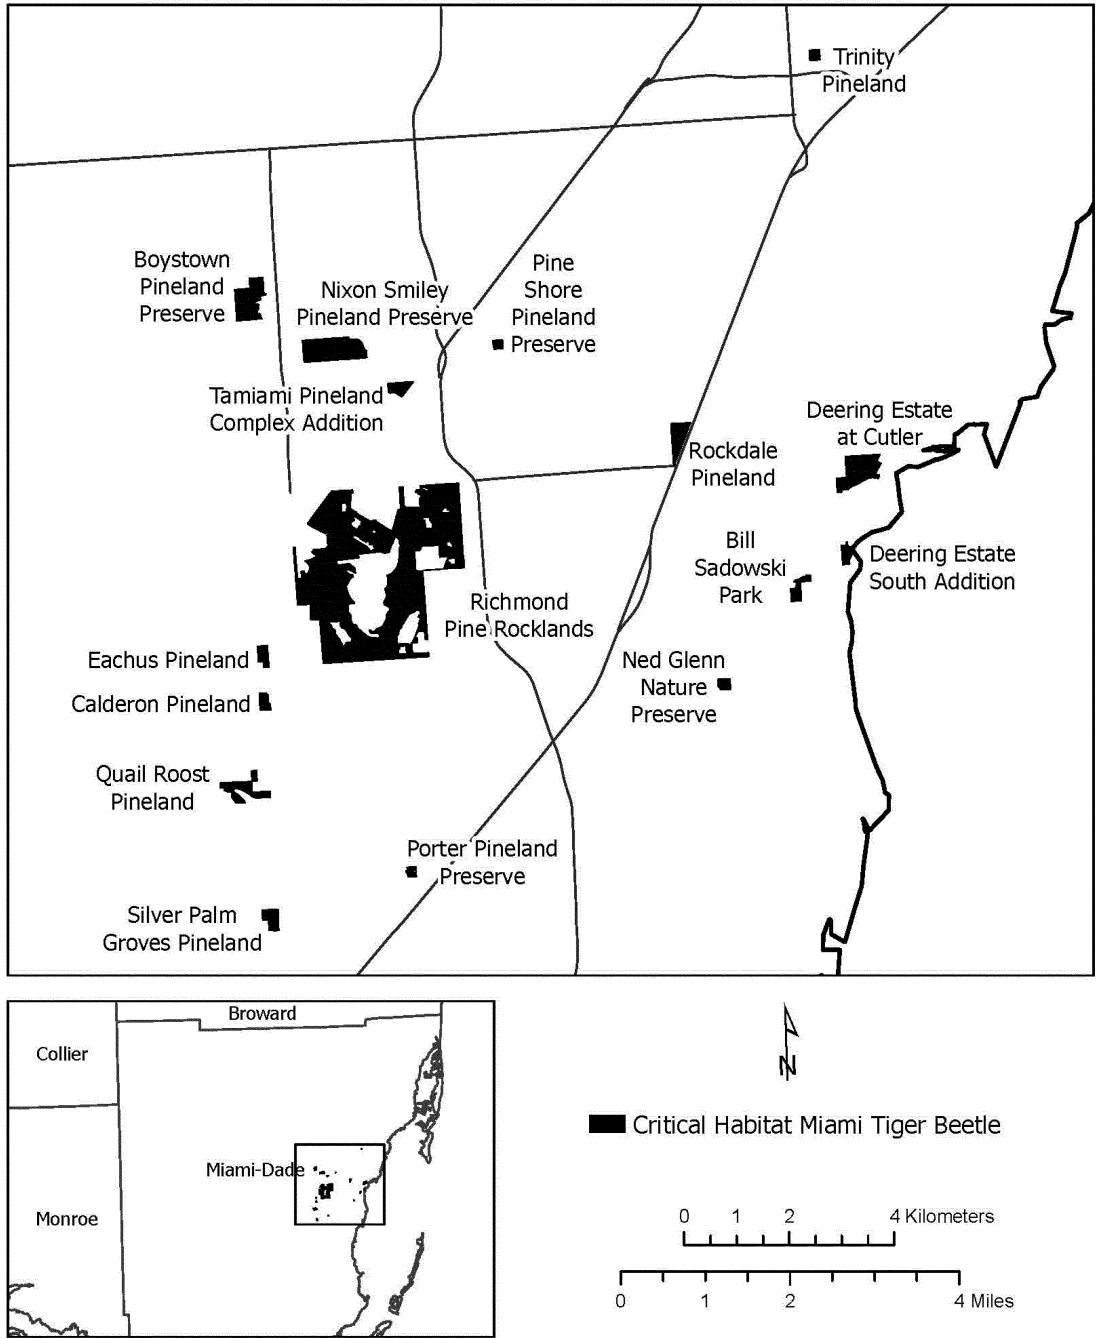 Trinity
Pineland
Boystown
Pineland
Preserve
Nixon Smiley
Pineland Preserve
Pine
Shore
Pineland
Preserve
Tamiami Pineland
Complex Addition
Deering Estate
at Cutler
Rockdale
Pineland
Bill
Sadowski
Park
Deering Estate
South Addition
Richmond
Pine Rocklands
Eachus Pineland
Calderon Pineland
Ned Glenn
Nature
Preserve
Quail Roost
Pineland
Porter Pineland
Preserve
Silver Palm
Groves Pineland
Broward
Collier
Miami-Dade
Monroe
N
Critical Habitat Miami Tiger Beetle
0 1 2 4 Kilometers
0 1 2 4 Miles